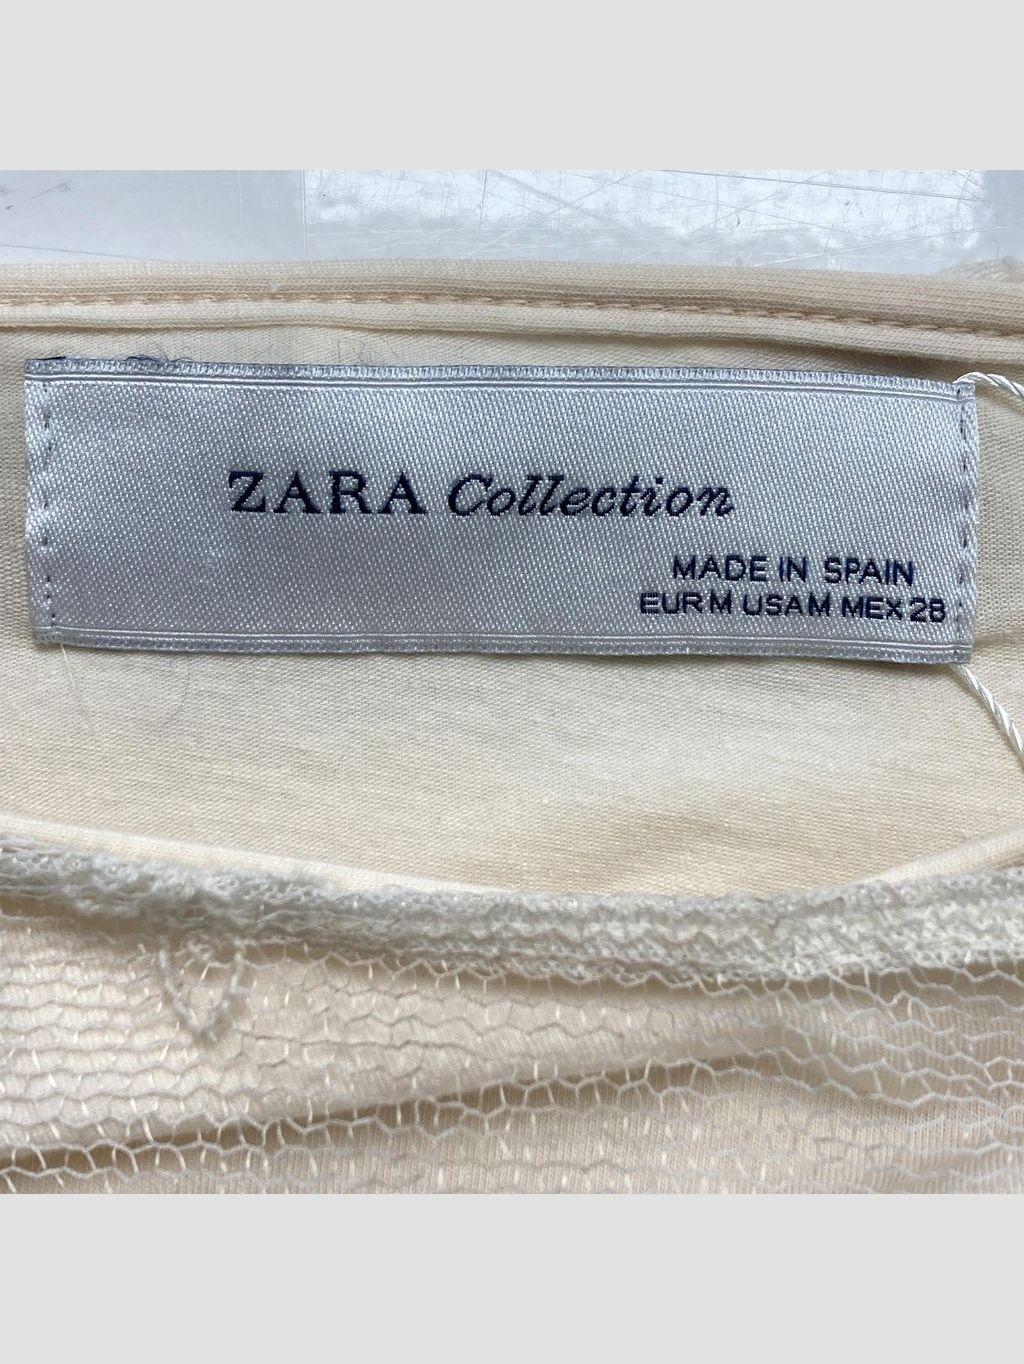 ZARA Collection
MADE IN SPAIN
EUR M USA M MEX 28